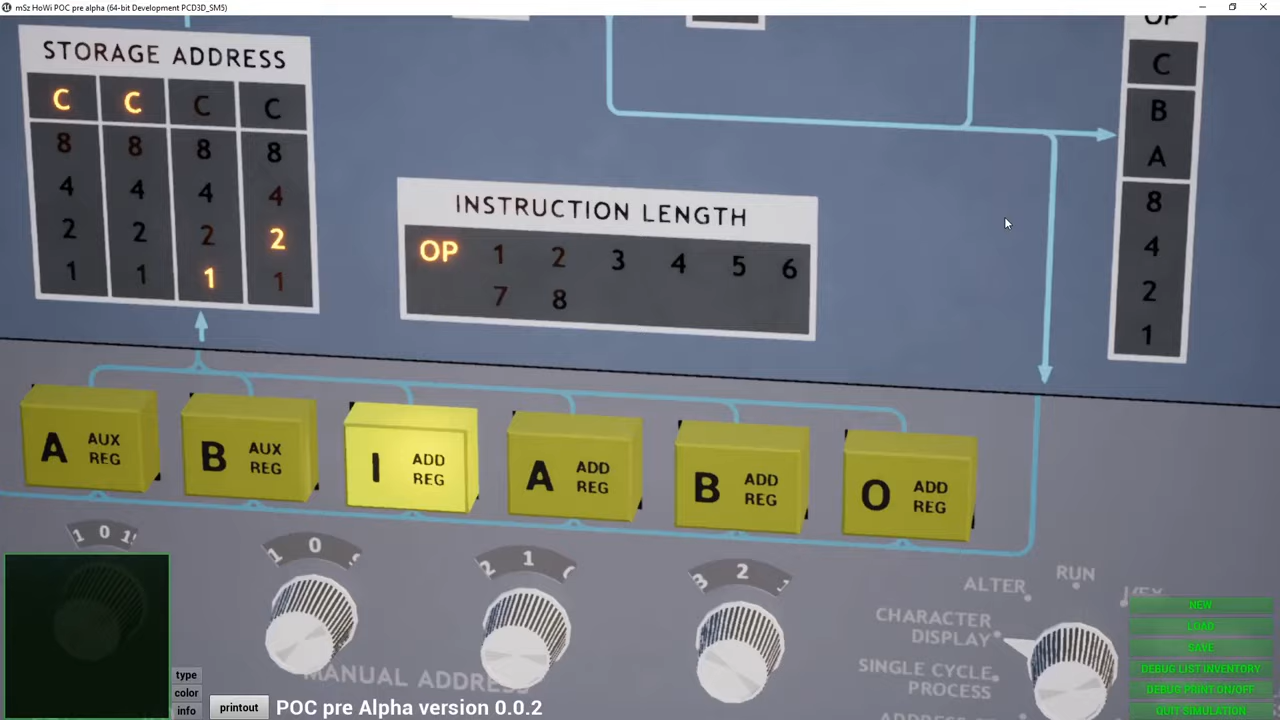 mSz HoWi POC pre alpha (64-bit Development PCD3D_SM5)
OP
C
B
A
8
4
2
1
STORAGE ADDRESS
C C C C
8 8 8 8
4 4 4 4
2 2 2 2
1 1 1 1
INSTRUCTION LENGTH
OP 1 2 3 4 5 6
7 8
A AUX REG
B AUX REG
I ADD REG
A ADD REG
B ADD REG
O ADD REG
1 0
1 0
2 1 0
3 2
MANUAL ADDRESS
ALTER
RUN
I/EX
CHARACTER
DISPLAY
SINGLE CYCLE
PROCESS
type
color
info
printout
POC pre Alpha version 0.0.2
NEW
LOAD
SAVE
DEBUG LIST INVENTORY
DEBUG PRINT ON/OFF
QUIT SIMULATION